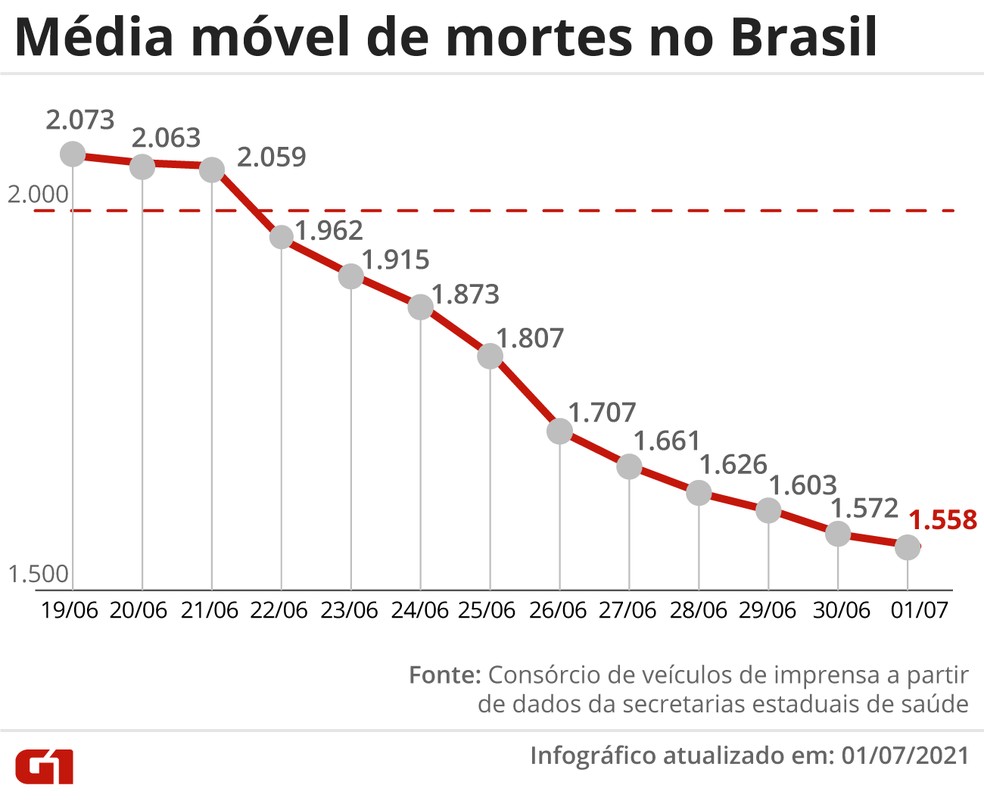 Média móvel de mortes no Brasil
2.073
2.063
2.059
2.000
1.962
1.915
1.873
1.807
1.707
1.661
1.626
1.603
1.572
1.558
1.500
19/06 20/06 21/06 22/06 23/06 24/06 25/06 26/06 27/06 28/06 29/06 30/06 01/07
Fonte: Consórcio de veículos de imprensa a partir
de dados da secretarias estaduais de saúde
G1
Infográfico atualizado em: 01/07/2021